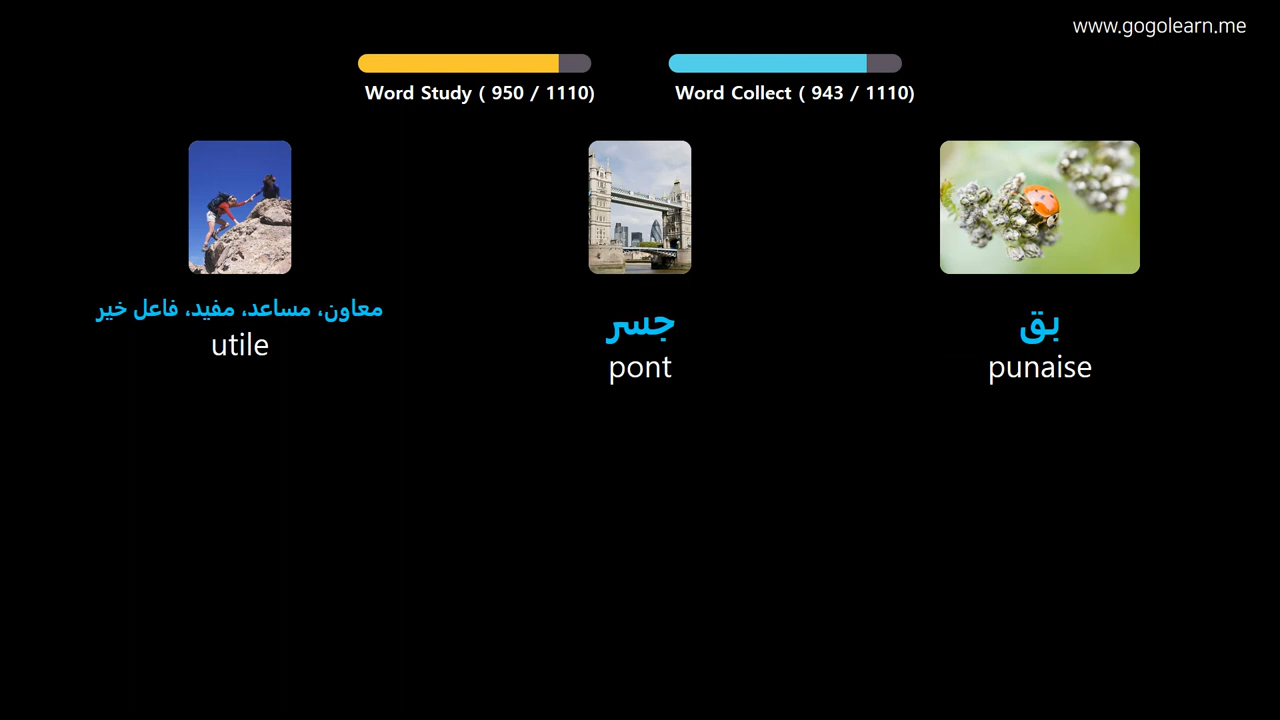 www.gogolearn.me
Word Study ( 950 / 1110)
Word Collect ( 943 / 1110)
معاون، مساعد، مفيد، فاعل خير
utile
جسر
pont
بق
punaise